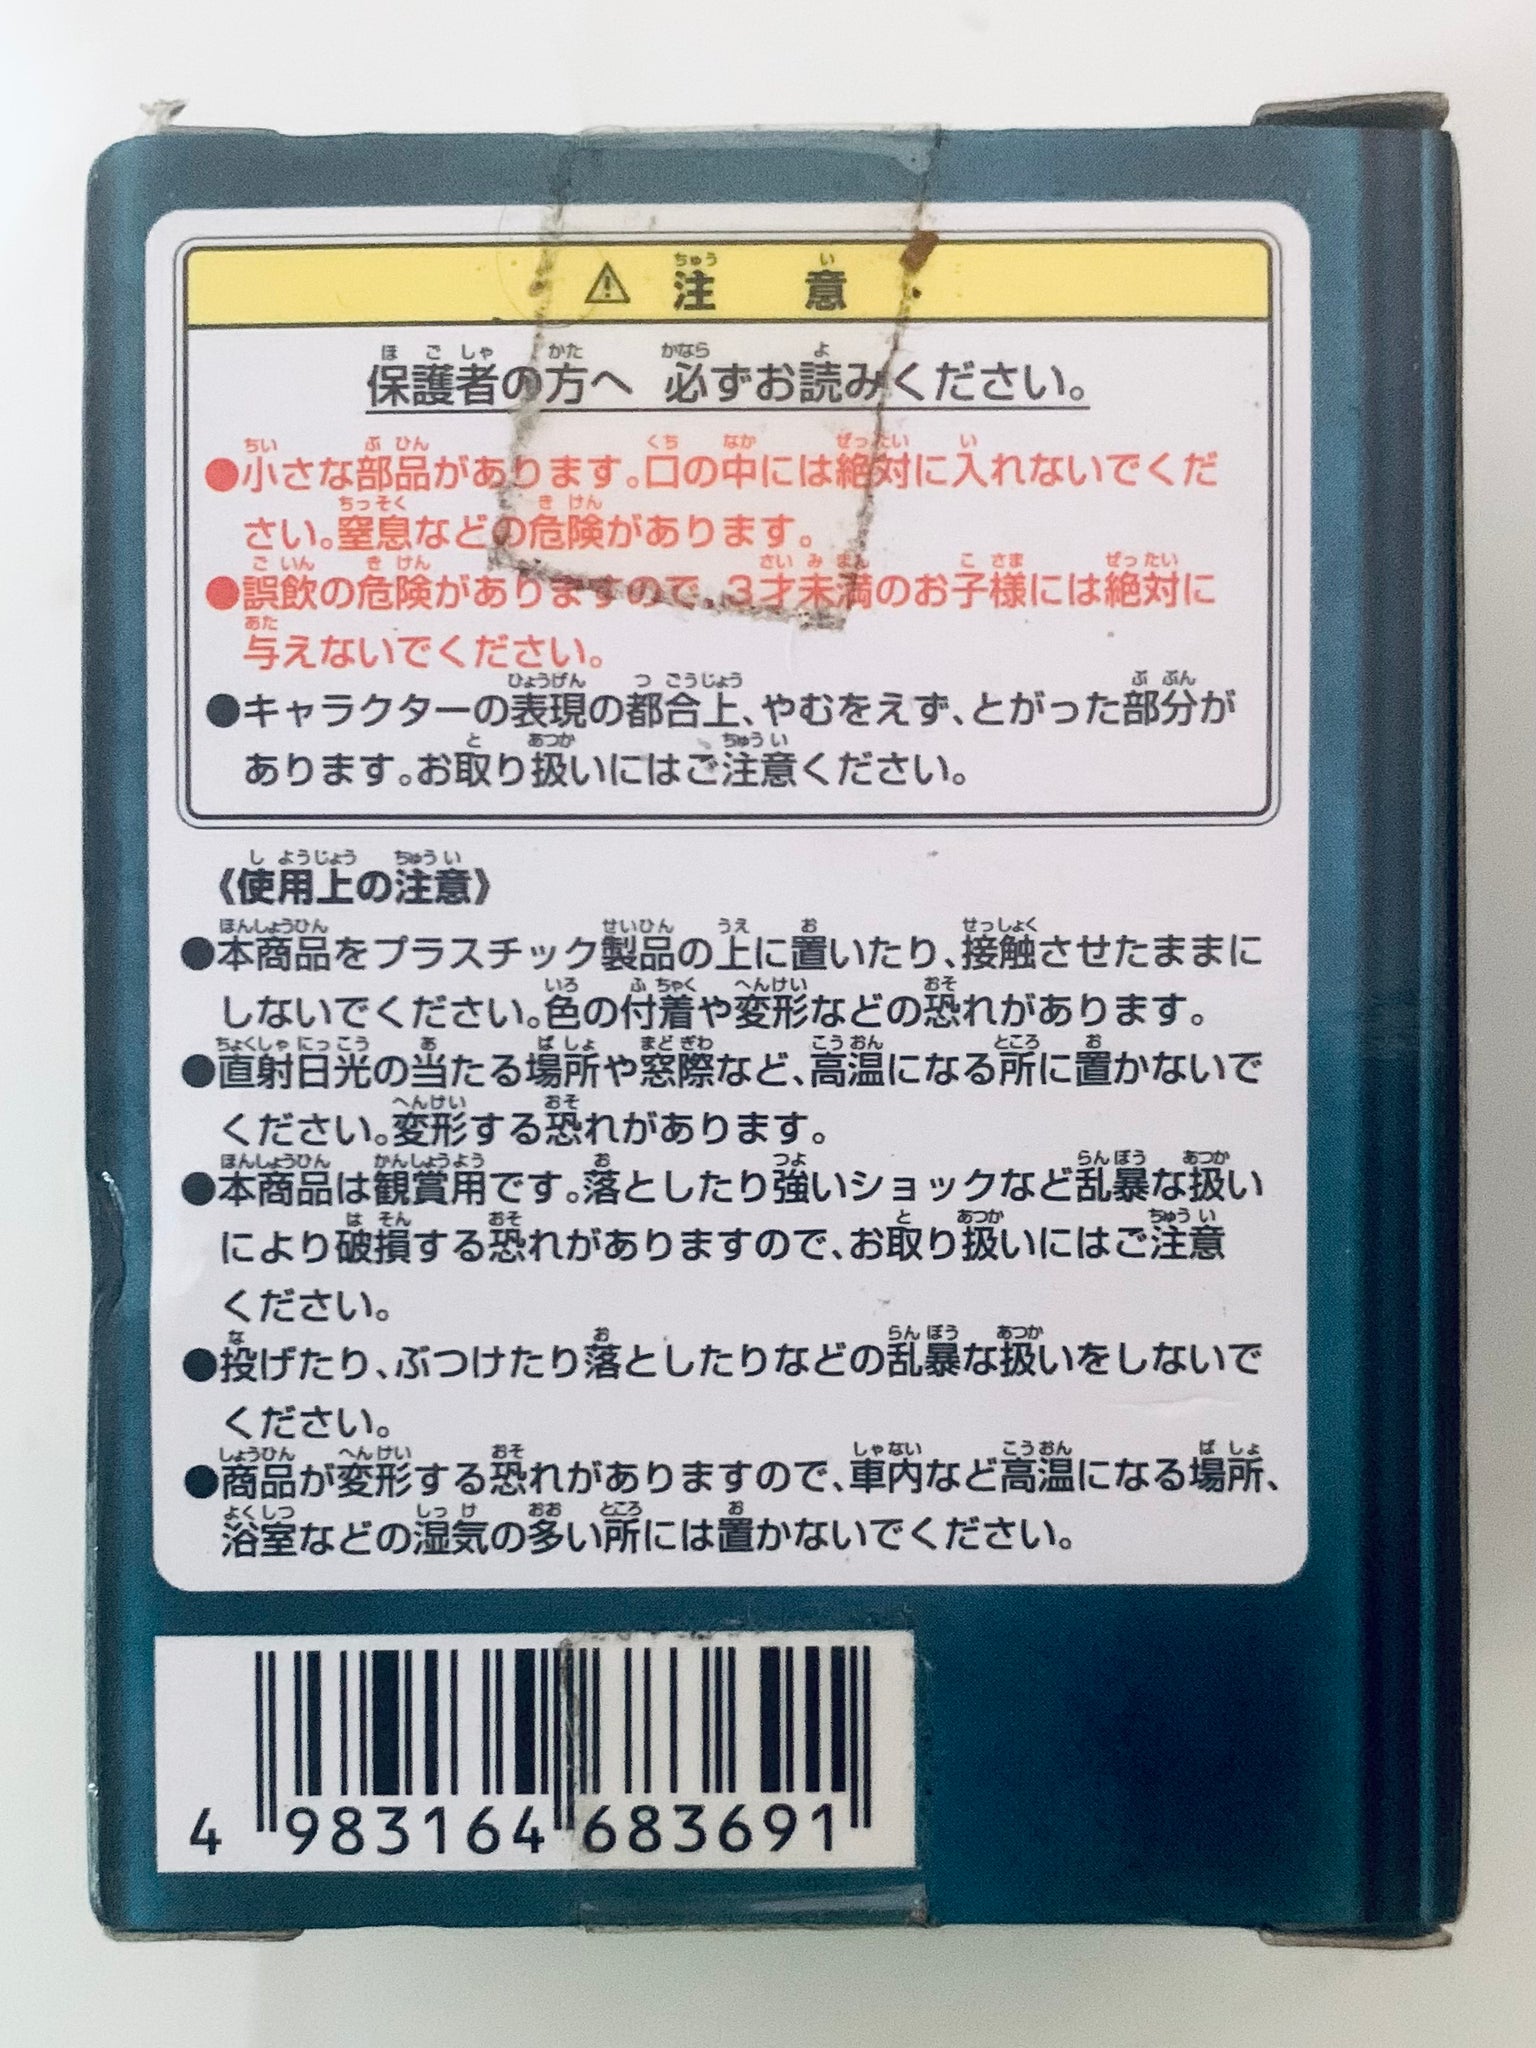 ⚠ 注意
保護者の方へ 必ずお読みください。
●小さな部品があります。口の中には絶対に入れないでくだ
さい。窒息などの危険があります。
●誤飲の危険がありますので、3才未満のお子様には絶対に
与えないでください。
●キャラクターの表現の都合上、やむをえず、とがった部分が
あります。お取り扱いにはご注意ください。
《使用上の注意》
●本商品をプラスチック製品の上に置いたり、接触させたままに
しないでください。色の付着や変形などの恐れがあります。
●直射日光の当たる場所や窓際など、高温になる所に置かないで
ください。変形する恐れがあります。
●本商品は観賞用です。落としたり強いショックなど乱暴な扱い
により破損する恐れがありますので、お取り扱いにはご注意
ください。
●投げたり、ぶつけたり落としたりなどの乱暴な扱いをしないで
ください。
●商品が変形する恐れがありますので、車内など高温になる場所、
浴室などの湿気の多い所には置かないでください。
4 983164 683691